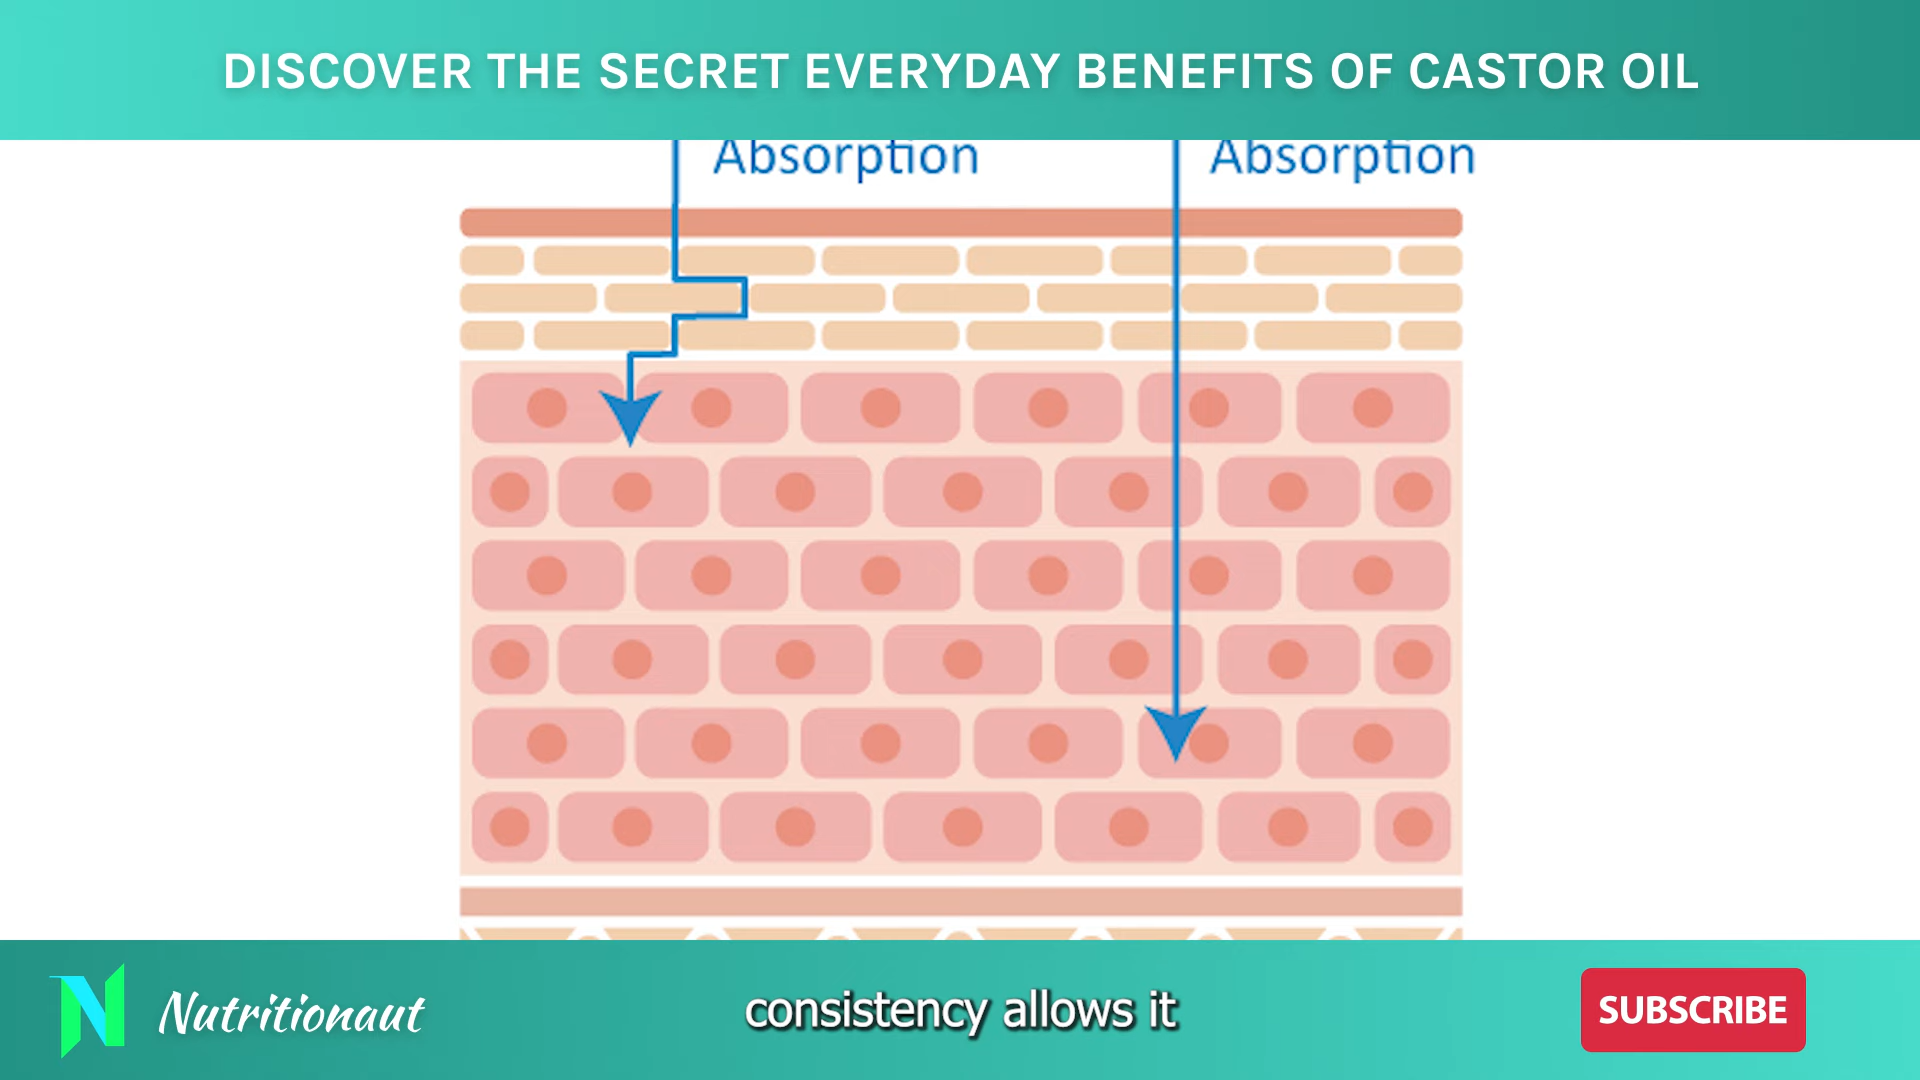 DISCOVER THE SECRET EVERYDAY BENEFITS OF CASTOR OIL
Absorption Absorption
Nutritionaut
consistency allows it
SUBSCRIBE